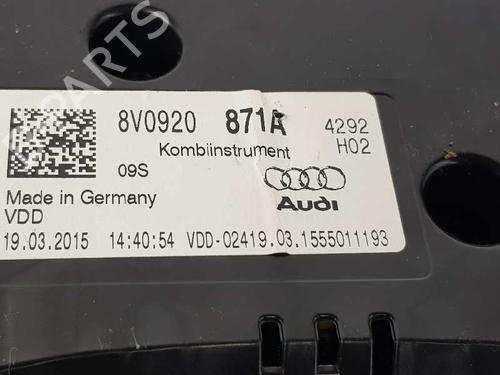 8V0920 871A 4292
Kombiinstrument H02
09S
Made in Germany
VDD
Audi
19.03.2015 14:40:54 VDD-02419.03.1555011193